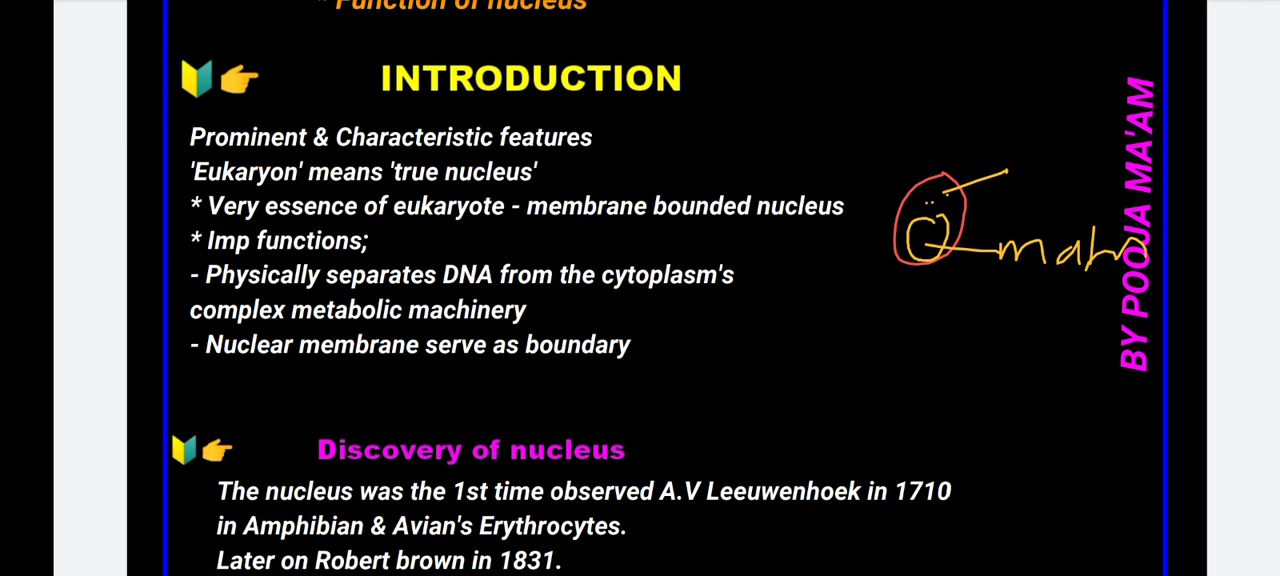 * Function of nucleus
INTRODUCTION
Prominent & Characteristic features
'Eukaryon' means 'true nucleus'
* Very essence of eukaryote - membrane bounded nucleus
* Imp functions;
- Physically separates DNA from the cytoplasm's
complex metabolic machinery
- Nuclear membrane serve as boundary
BY POOJA MA'AM
Discovery of nucleus
The nucleus was the 1st time observed A.V Leeuwenhoek in 1710
in Amphibian & Avian's Erythrocytes.
Later on Robert brown in 1831.